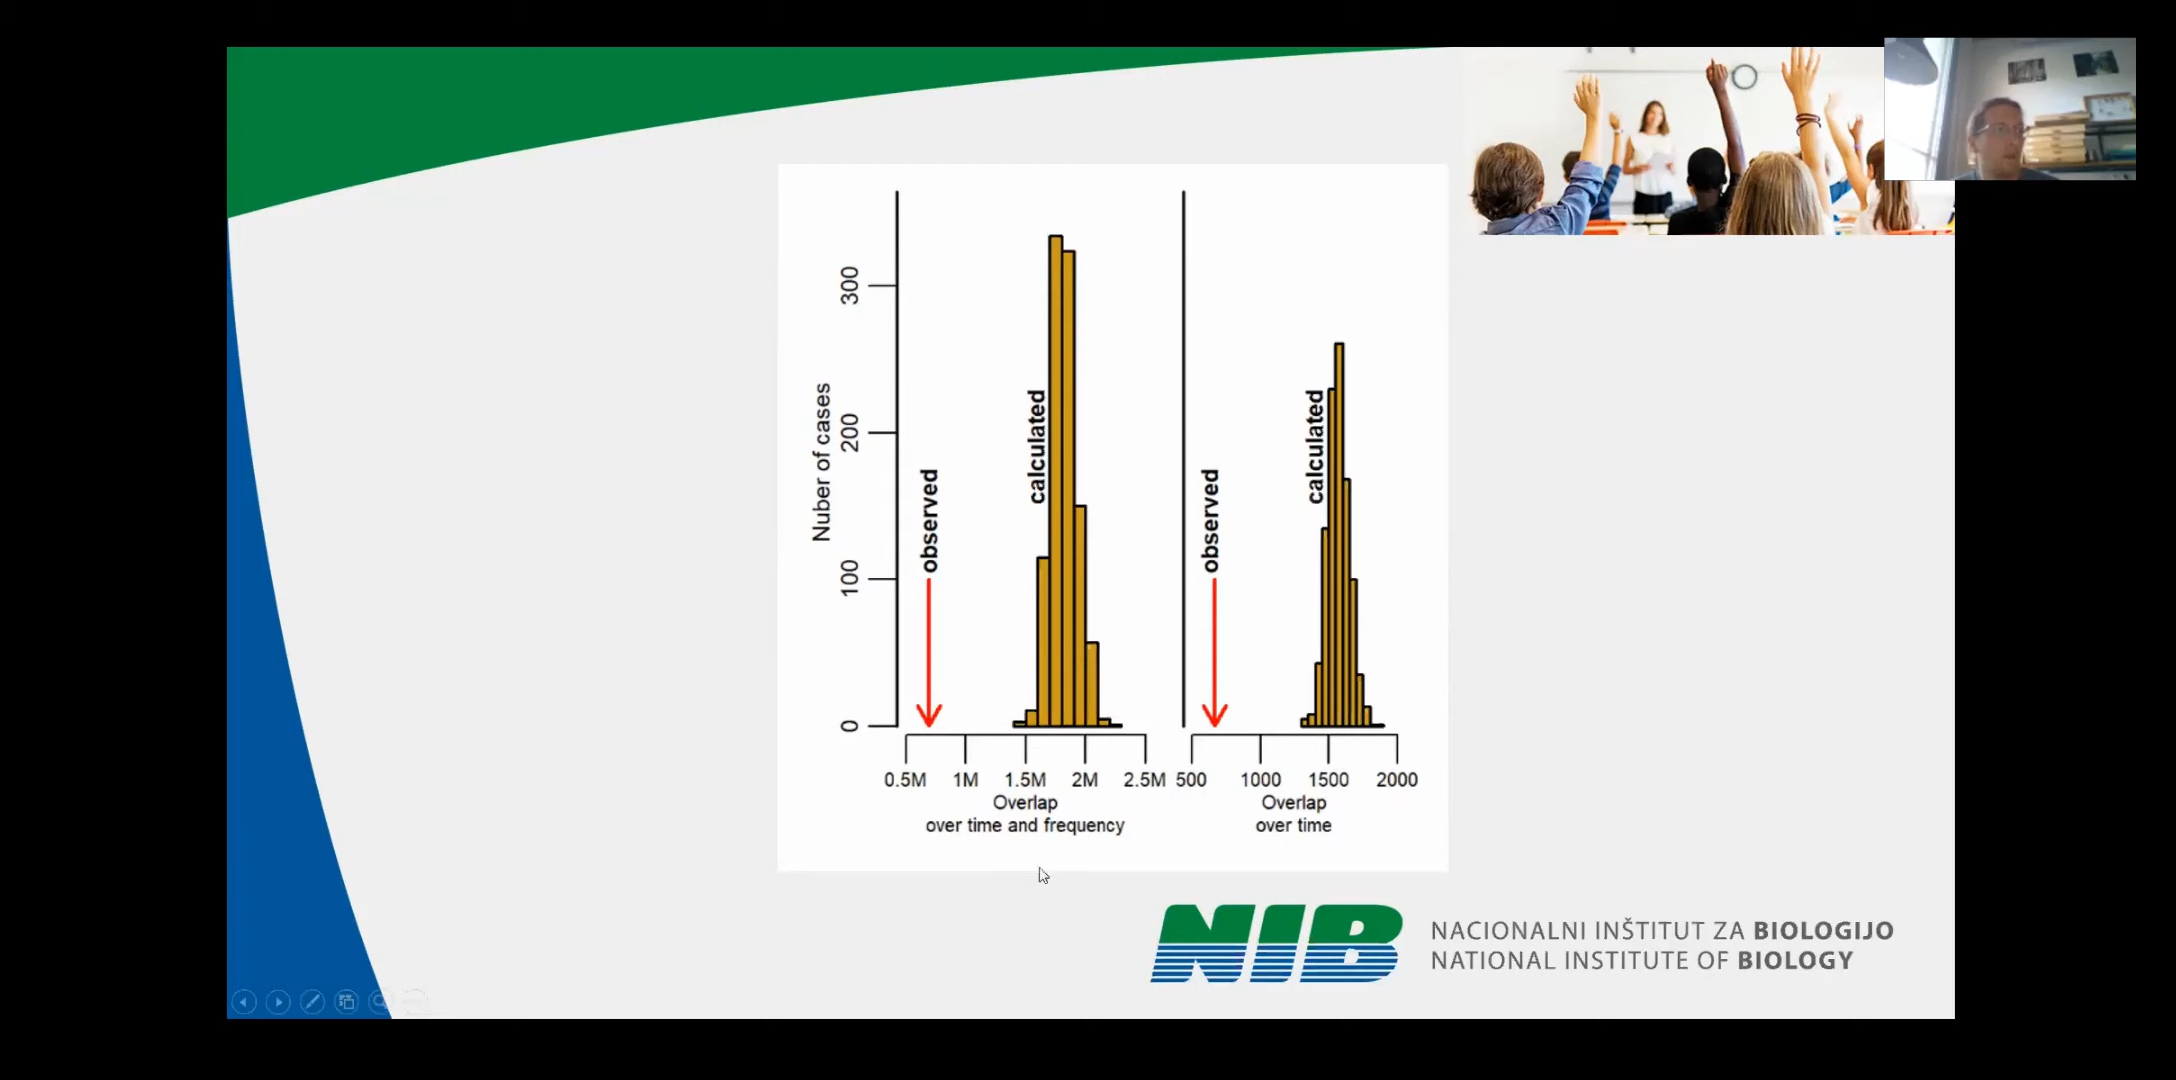 Nuber of cases
0
100
200
300
observed
calculated
observed
calculated
0.5M 1M 1.5M 2M 2.5M
500 1000 1500 2000
Overlap
over time and frequency
Overlap
over time
NIB
NACIONALNI INŠTITUT ZA BIOLOGIJO
NATIONAL INSTITUTE OF BIOLOGY